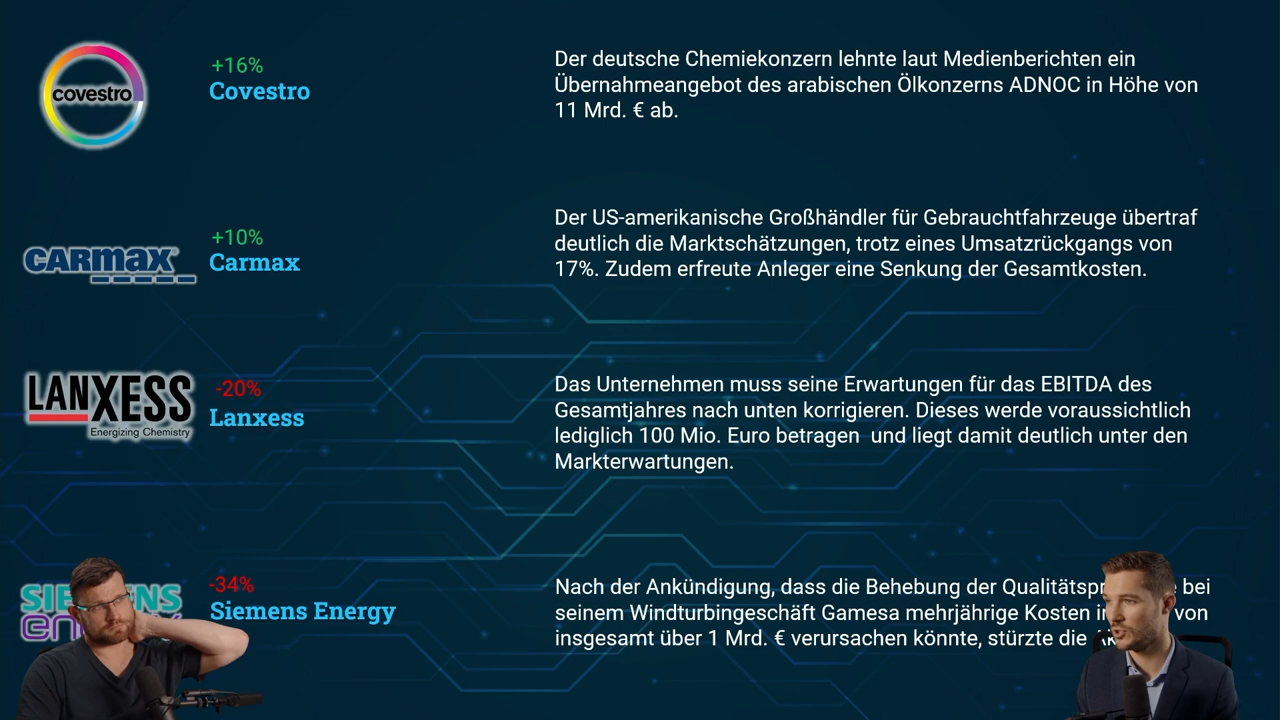 covestro
+16%
Covestro
Der deutsche Chemiekonzern lehnte laut Medienberichten ein
Übernahmeangebot des arabischen Ölkonzerns ADNOC in Höhe von
11 Mrd. € ab.
CARMAX
+10%
Carmax
Der US-amerikanische Großhändler für Gebrauchtfahrzeuge übertraf
deutlich die Marktschätzungen, trotz eines Umsatzrückgangs von
17%. Zudem erfreute Anleger eine Senkung der Gesamtkosten.
LANXESS
Energizing Chemistry
-20%
Lanxess
Das Unternehmen muss seine Erwartungen für das EBITDA des
Gesamtjahres nach unten korrigieren. Dieses werde voraussichtlich
lediglich 100 Mio. Euro betragen  und liegt damit deutlich unter den
Markterwartungen.
-34%
Siemens Energy
Nach der Ankündigung, dass die Behebung der bei
seinem Windturbingeschäft Gamesa mehrjährige Kosten von
insgesamt über 1 Mrd. € verursachen könnte, stürzte die